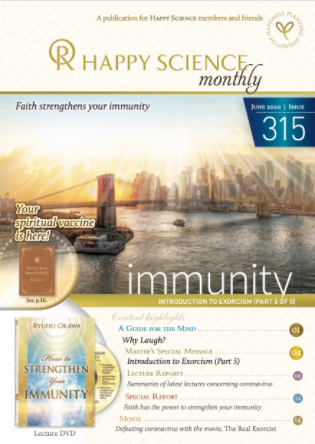 A publication for HAPPY SCIENCE members and friends
HAPPINESS PLANTING
FELLOWSHIP
HAPPY SCIENCE
monthly
Faith strengthens your immunity
JUNE 2020 | ISSUE
315
Your
spiritual vaccine
is here!
See p.16.
immunity
INTRODUCTION TO EXORCISM (PART 5 OF 5)
Content highlights
A GUIDE FOR THE MIND
01
Why Laugh?
MASTER'S SPECIAL MESSAGE
04
Introduction to Exorcism (Part 5)
LECTURE REPORTS
Summaries of latest lectures concerning coronavirus
SPECIAL REPORT
Faith has the power to strengthen your immunity
MOVIE
Defeating coronavirus with the movie, The Real Exorcist
RYUHO OKAWA
How to
STRENGTHEN
Your
IMMUNITY
Lecture DVD